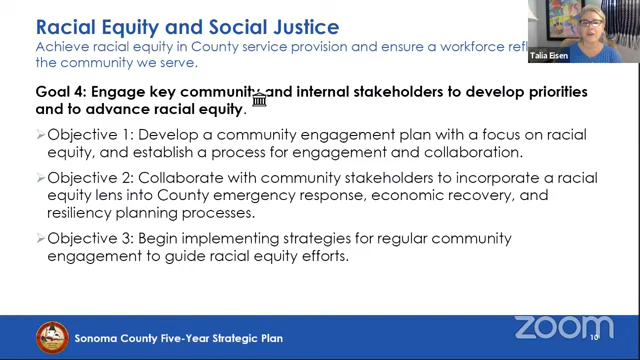 Racial Equity and Social Justice
Achieve racial equity in County service provision and ensure a workforce refl
the community we serve.
Talia Eisen
Goal 4: Engage key community and internal stakeholders to develop priorities
and to advance racial equity.
➢Objective 1: Develop a community engagement plan with a focus on racial
equity, and establish a process for engagement and collaboration.
➢Objective 2: Collaborate with community stakeholders to incorporate a racial
equity lens into County emergency response, economic recovery, and
resiliency planning processes.
➢Objective 3: Begin implementing strategies for regular community
engagement to guide racial equity efforts.
Sonoma County Five-Year Strategic Plan
10
zoom